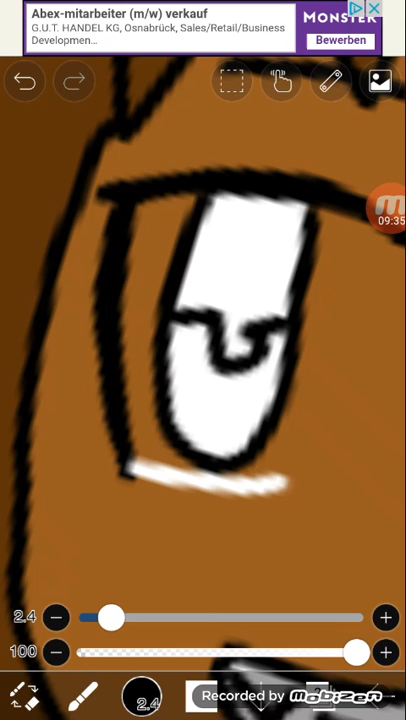 Abex-mitarbeiter (m/w) verkauf
G.U.T. HANDEL KG, Osnabrück, Sales/Retail/Business
Developmen...
MONSTER
Bewerben
09:35
2.4
100
2.4
Recorded by mobizen